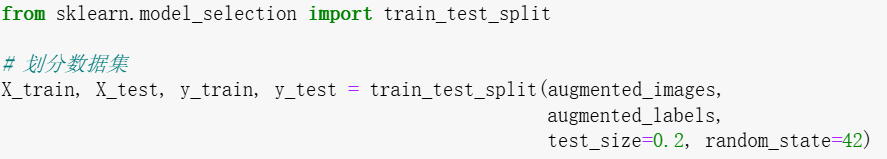 from sklearn.model_selection import train_test_split
# 划分数据集
X_train, X_test, y_train, y_test = train_test_split(augmented_images,
augmented_labels,
test_size=0.2, random_state=42)